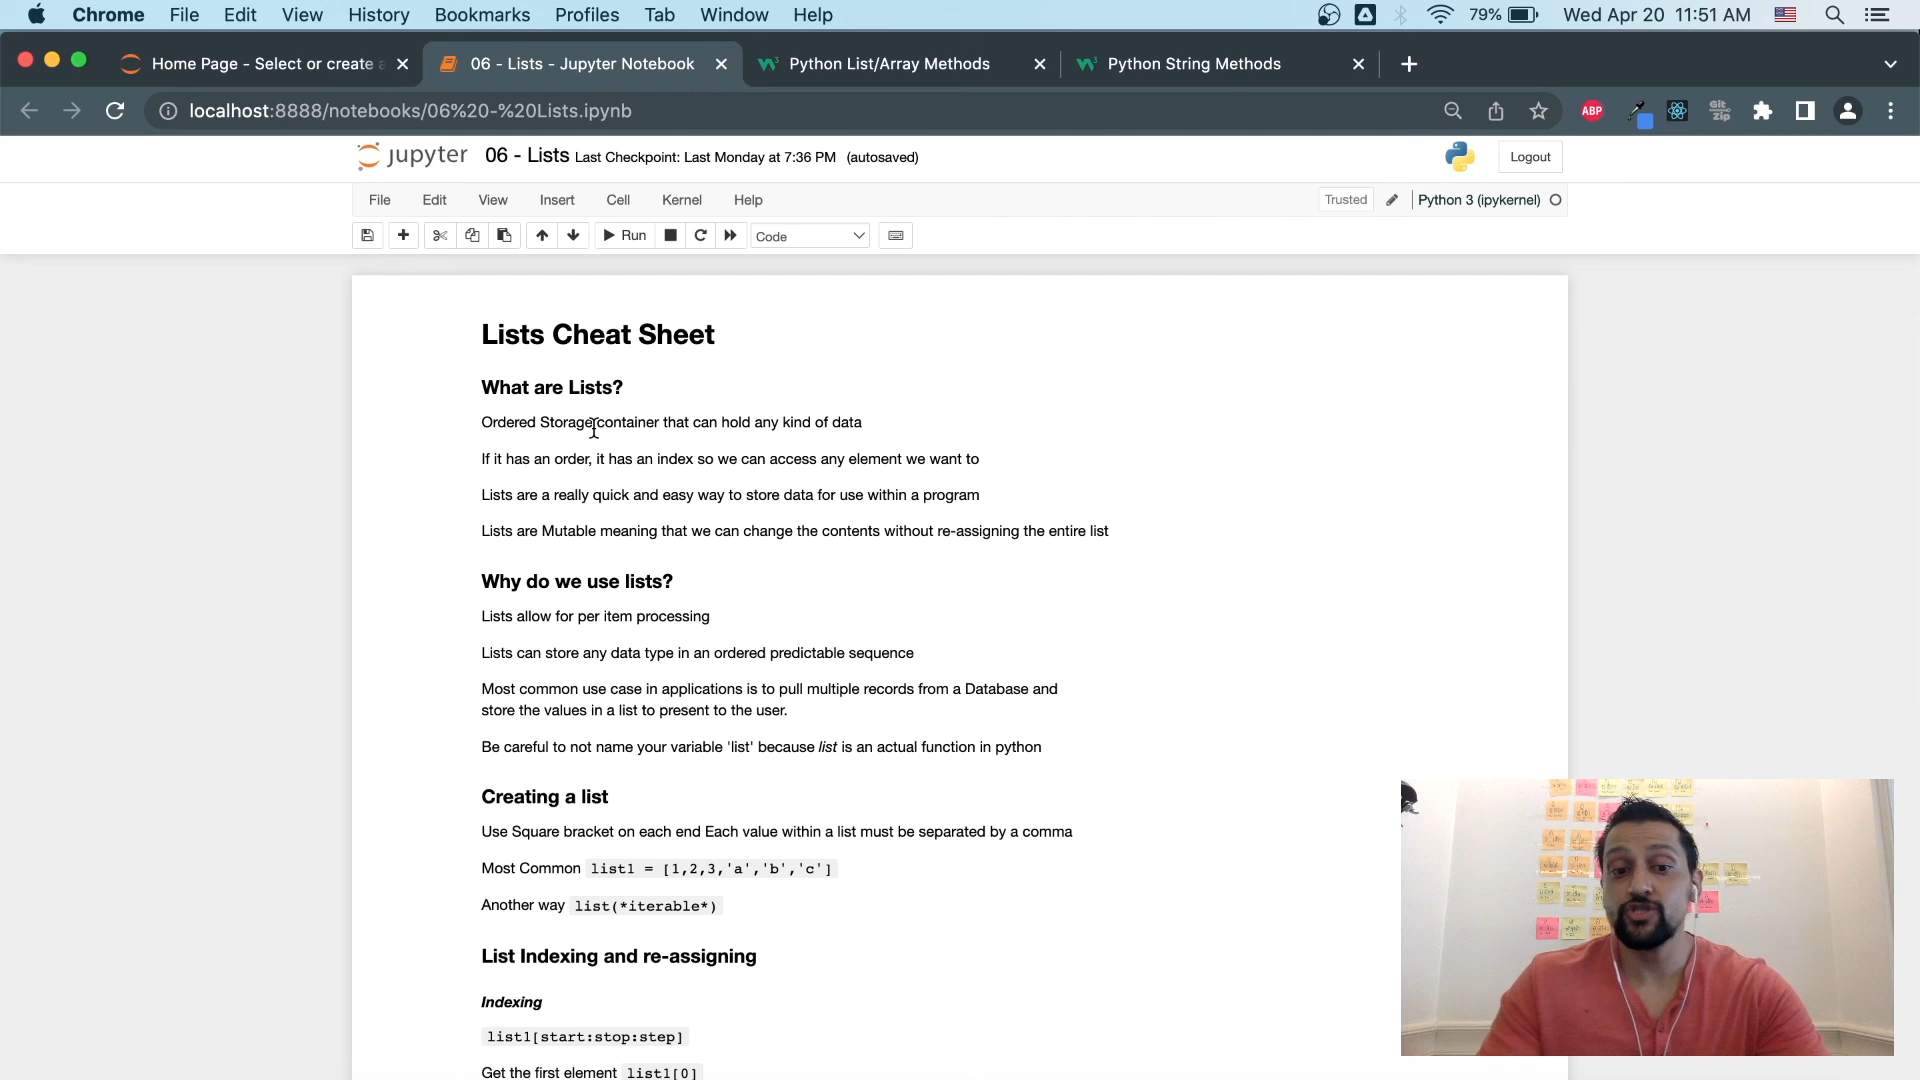 Chrome File Edit View History Bookmarks Profiles Tab Window Help 79% Wed Apr 20 11:51 AM
Home Page - Select or create a 06 - Lists - Jupyter Notebook Python List/Array Methods Python String Methods
localhost:8888/notebooks/06%20-%20Lists.ipynb ABP Git Zip
jupyter 06 - Lists Last Checkpoint: Last Monday at 7:36 PM (autosaved) Logout
File Edit View Insert Cell Kernel Help Trusted Python 3 (ipykernel)
Run Code
Lists Cheat Sheet
What are Lists?
Ordered Storage container that can hold any kind of data
If it has an order, it has an index so we can access any element we want to
Lists are a really quick and easy way to store data for use within a program
Lists are Mutable meaning that we can change the contents without re-assigning the entire list
Why do we use lists?
Lists allow for per item processing
Lists can store any data type in an ordered predictable sequence
Most common use case in applications is to pull multiple records from a Database and
store the values in a list to present to the user.
Be careful to not name your variable 'list' because list is an actual function in python
Creating a list
Use Square bracket on each end Each value within a list must be separated by a comma
Most Common list1 = [1,2,3,'a','b','c']
Another way list(*iterable*)
List Indexing and re-assigning
Indexing
list1[start:stop:step]
Get the first element list1[0]